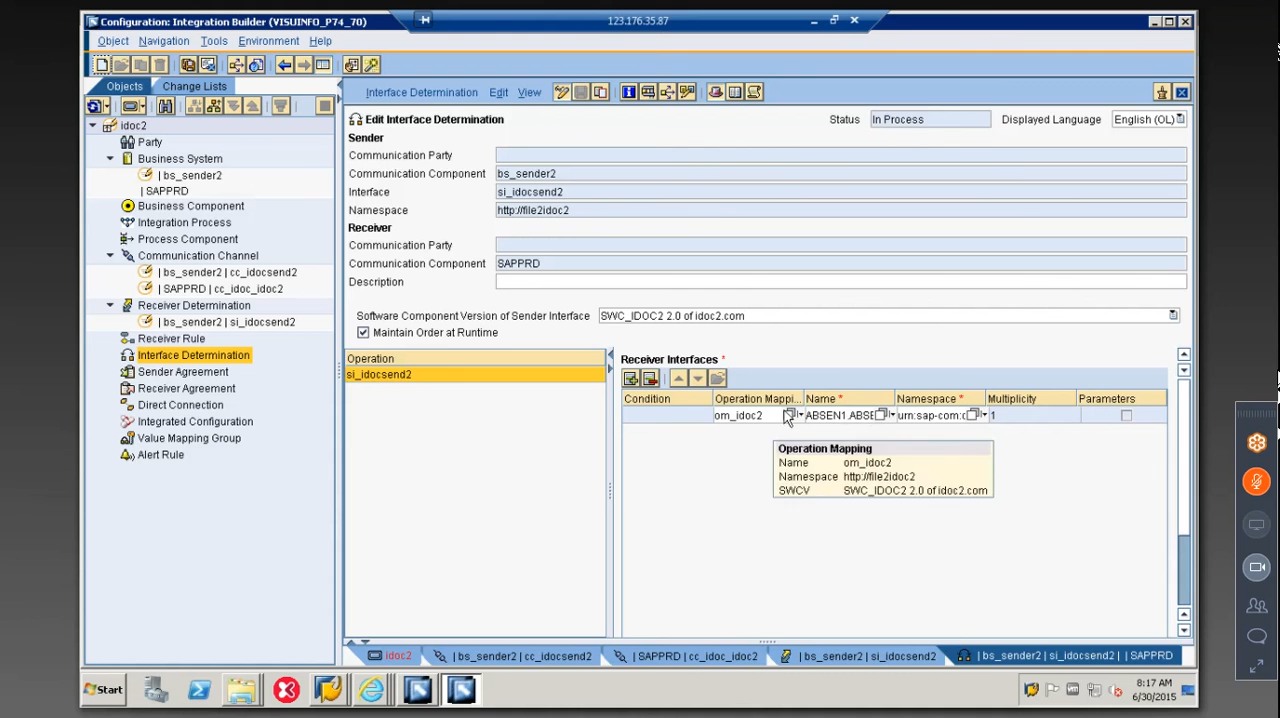 Configuration: Integration Builder (VISUINFO_P74_70)
123.176.35.87
Object Navigation Tools Environment Help
Objects Change Lists
Interface Determination Edit View
idoc2
Party
Business System
| bs_sender2
| SAPPRD
Business Component
Integration Process
Process Component
Communication Channel
| bs_sender2 | cc_idocsend2
| SAPPRD | cc_idoc_idoc2
Receiver Determination
| bs_sender2 | si_idocsend2
Receiver Rule
Interface Determination
Sender Agreement
Receiver Agreement
Direct Connection
Integrated Configuration
Value Mapping Group
Alert Rule
Edit Interface Determination
Status In Process
Displayed Language English (OL)
Sender
Communication Party
Communication Component bs_sender2
Interface si_idocsend2
Namespace http://file2idoc2
Receiver
Communication Party
Communication Component SAPPRD
Description
Software Component Version of Sender Interface SWC_IDOC2 2.0 of idoc2.com
Maintain Order at Runtime
Operation
si_idocsend2
Receiver Interfaces *
Condition Operation Mappi... Name * Namespace * Multiplicity Parameters
om_idoc2 ABSEN1.ABSE urn:sap-com:d 1
Operation Mapping
Name om_idoc2
Namespace http://file2idoc2
SWCV SWC_IDOC2 2.0 of idoc2.com
idoc2 | bs_sender2 | cc_idocsend2 | SAPPRD | cc_idoc_idoc2 | bs_sender2 | si_idocsend2 | bs_sender2 | si_idocsend2 | | SAPPRD
Start
8:17 AM
6/30/2015